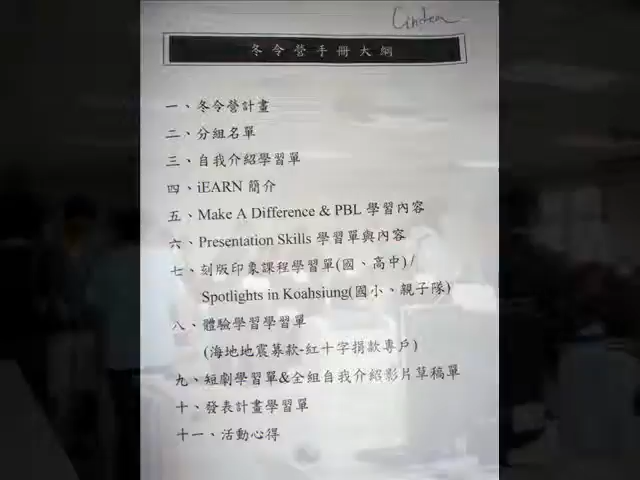 冬令營手冊大綱
一、冬令營計畫
二、分組名單
三、自我介紹學習單
四、iEARN 簡介
五、Make A Difference & PBL 學習內容
六、Presentation Skills 學習單與內容
七、刻版印象課程學習單(國、高中) /
Spotlights in Koahsiung(國小、親子隊)
八、體驗學習學習單
(海地地震募款-紅十字捐款專戶)
九、短劇學習單&全組自我介紹影片草稿單
十、發表計畫學習單
十一、活動心得